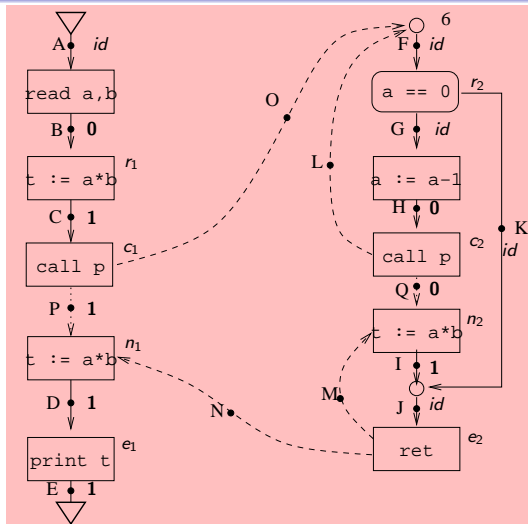 A id
read a,b
B 0
r1
t := a*b
C 1
c1
call p
P 1
n1
t := a*b
D 1
e1
print t
E 1
O
L
N
M
6
F id
r2
a == 0
G id
a := a-1
H 0
K
id
c2
call p
Q 0
n2
t := a*b
I 1
J id
e2
ret